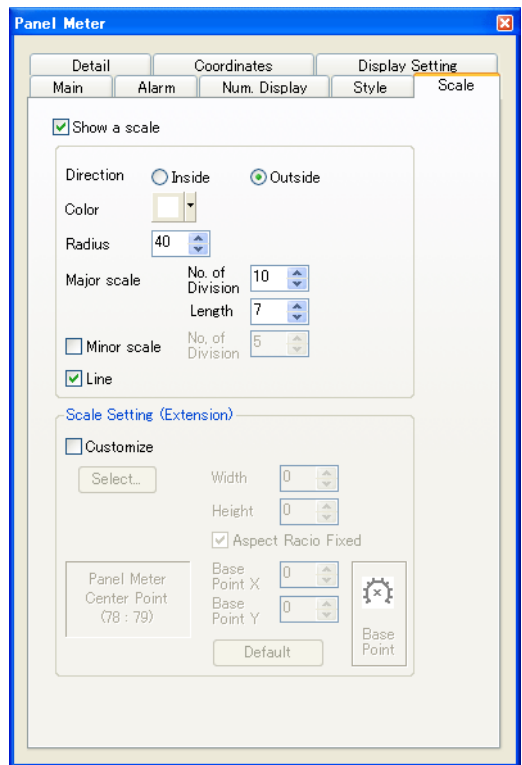 Panel Meter
Detail Coordinates Display Setting
Main Alarm Num. Display Style Scale
Show a scale
Direction Inside Outside
Color
Radius 40
Major scale No. of Division 10
Length 7
Minor scale No. of Division 5
Line
Scale Setting (Extension)
Customize
Select... Width 0
Height 0
Aspect Racio Fixed
Panel Meter
Center Point
(78 : 79)
Base
Point X 0
Base
Point Y 0
Default
Base
Point